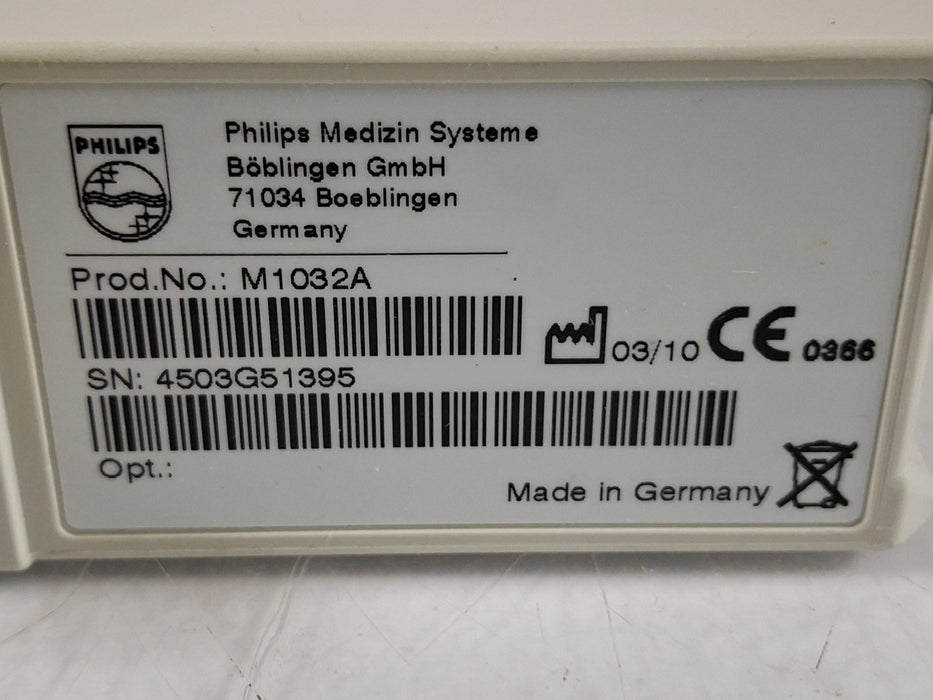 PHILIPS
Philips Medizin Systeme
Böblingen GmbH
71034 Boeblingen
Germany
Prod.No.: M1032A
03/10 CE 0366
SN: 4503G51395
Opt.:
Made in Germany